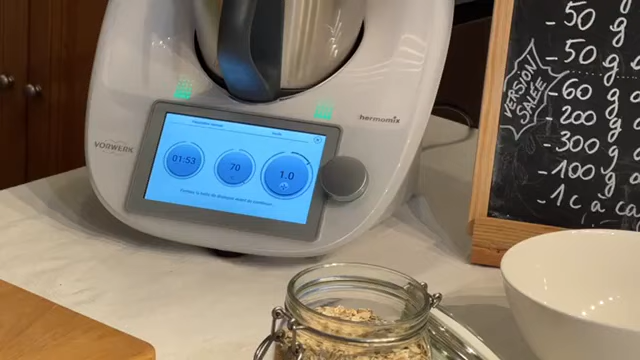 VORWERK
thermomix
01:53
70
1.0
VERSION
SALÉE
- 50 g
- 50 g
- 60 g
- 200 g
- 300 g
- 100 g
- 1 c à ca